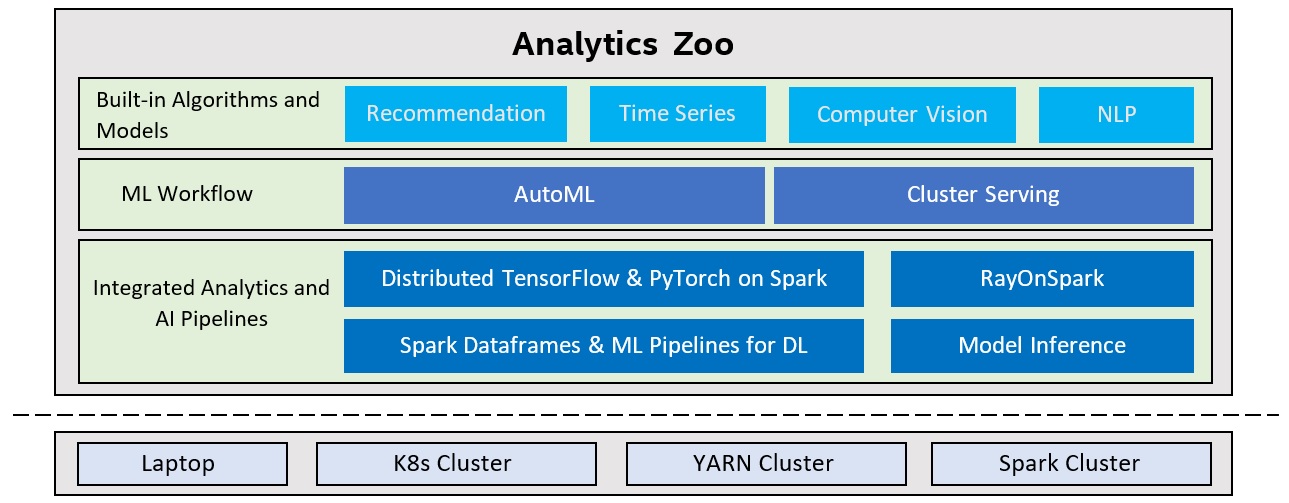 Analytics Zoo
Built-in Algorithms and
Models
Recommendation
Time Series
Computer Vision
NLP
ML Workflow
AutoML
Cluster Serving
Integrated Analytics and
AI Pipelines
Distributed TensorFlow & PyTorch on Spark
RayOnSpark
Spark Dataframes & ML Pipelines for DL
Model Inference
Laptop
K8s Cluster
YARN Cluster
Spark Cluster